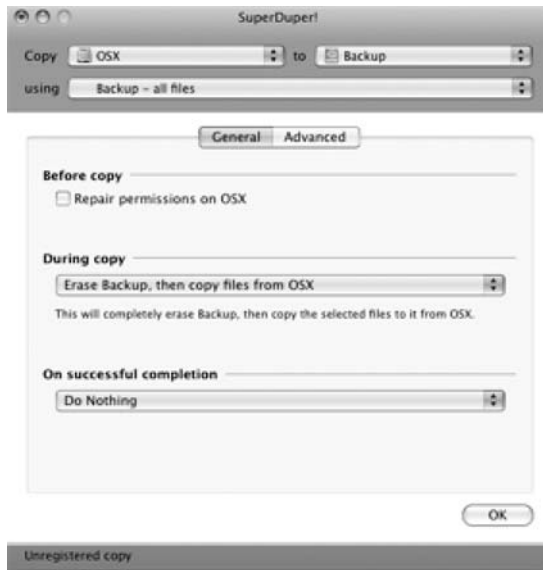 SuperDuper!
Copy OSX to Backup
using Backup – all files
General Advanced
Before copy
Repair permissions on OSX
During copy
Erase Backup, then copy files from OSX
This will completely erase Backup, then copy the selected files to it from OSX.
On successful completion
Do Nothing
OK
Unregistered copy